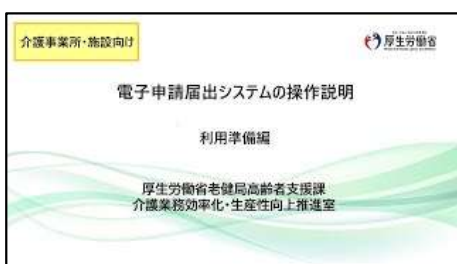 介護事業所・施設向け
厚生労働省
電子申請届出システムの操作説明
利用準備編
厚生労働省老健局高齢者支援課
介護業務効率化・生産性向上推進室